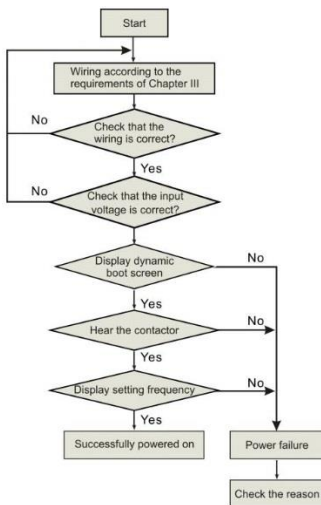 Start
Wiring according to the
requirements of Chapter III
No
Check that the
wiring is correct?
Yes
No
Check that the input
voltage is correct?
Display dynamic
boot screen
No
Yes
Hear the contactor
No
Yes
Display setting frequency
No
Yes
Successfully powered on
Power failure
Check the reason